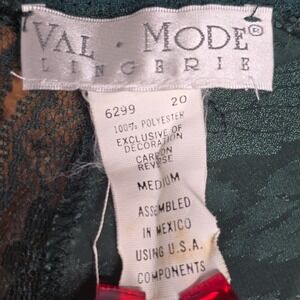 VAL · MODE®
LINGERIE
6299 20
100% POLYESTER
EXCLUSIVE OF
DECORATION
CARE ON
REVERSE
MEDIUM
ASSEMBLED
IN MEXICO
USING U.S.A.
COMPONENTS